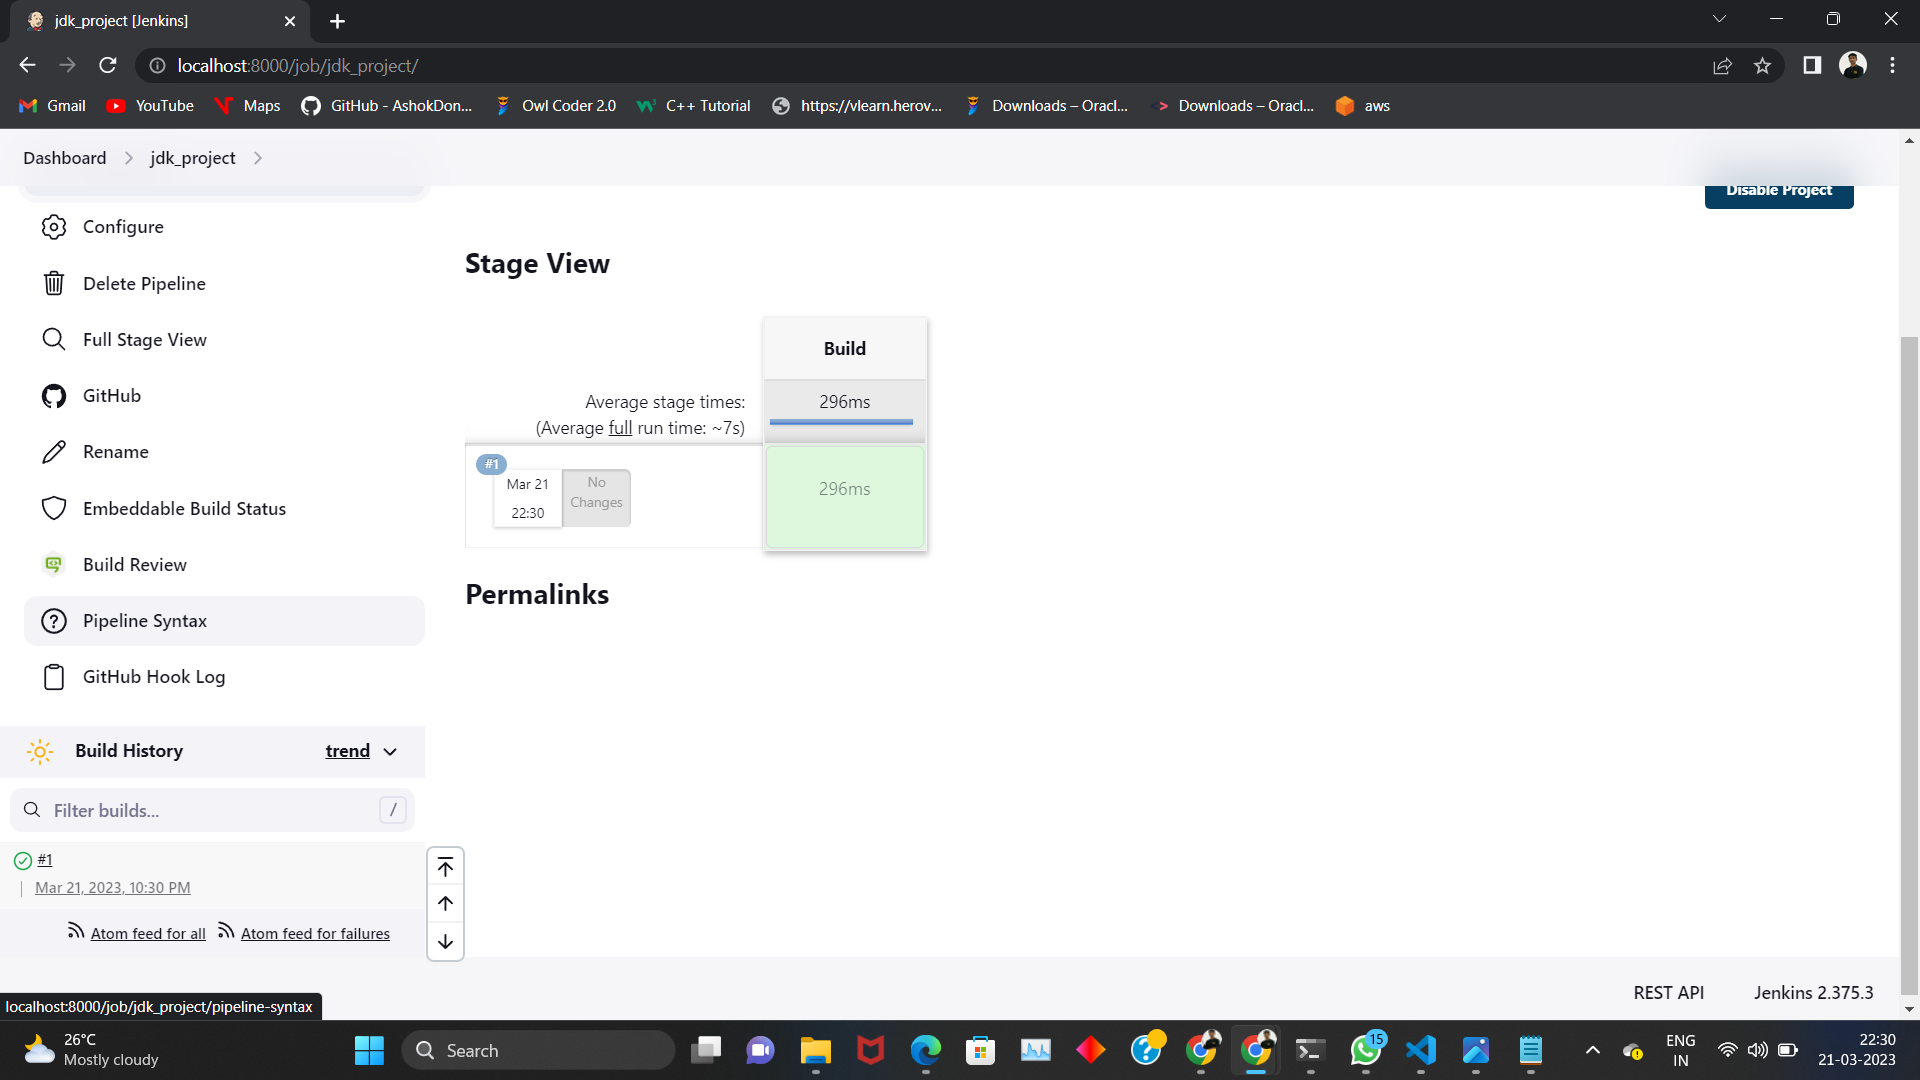 jdk_project [Jenkins]
localhost:8000/job/jdk_project/
Gmail
YouTube
Maps
GitHub - AshokDon...
Owl Coder 2.0
C++ Tutorial
https://vlearn.herov...
Downloads – Oracl...
Downloads – Oracl...
aws
Dashboard
jdk_project
Disable Project
Configure
Delete Pipeline
Full Stage View
GitHub
Rename
Embeddable Build Status
Build Review
Pipeline Syntax
GitHub Hook Log
Stage View
Build
Average stage times:
(Average full run time: ~7s)
296ms
#1
Mar 21
22:30
No
Changes
296ms
Permalinks
Build History
trend
Filter builds...
/
#1
Mar 21, 2023, 10:30 PM
Atom feed for all
Atom feed for failures
REST API
Jenkins 2.375.3
localhost:8000/job/jdk_project/pipeline-syntax
26°C
Mostly cloudy
Search
15
ENG
IN
22:30
21-03-2023